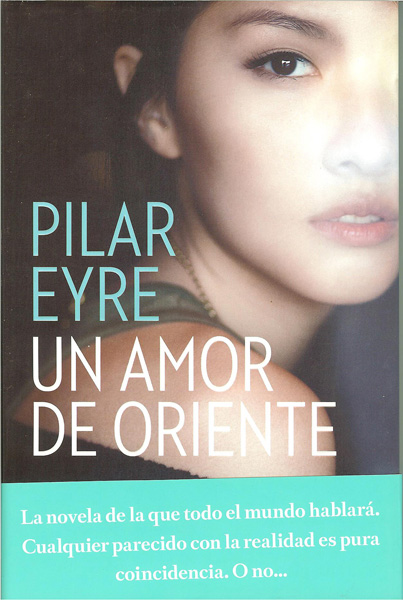 PILAR
EYRE
UN AMOR
DE ORIENTE
La novela de la que todo el mundo hablará.
Cualquier parecido con la realidad es pura
coincidencia. O no...